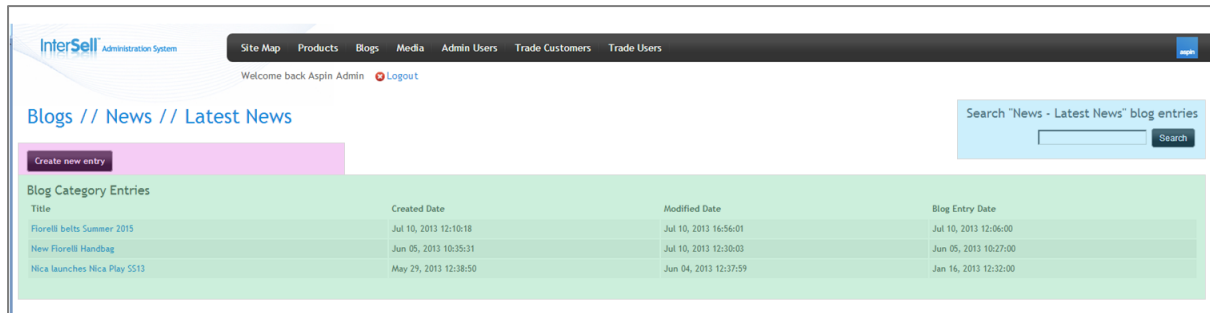 InterSell Administration System
Site Map Products Blogs Media Admin Users Trade Customers Trade Users
aspin
Welcome back Aspin Admin Logout
Blogs // News // Latest News
Search "News - Latest News" blog entries
Search
Create new entry
Blog Category Entries
Title Created Date Modified Date Blog Entry Date
Fiorelli belts Summer 2015 Jul 10, 2013 12:10:18 Jul 10, 2013 16:56:01 Jul 10, 2013 12:06:00
New Fiorelli Handbag Jun 05, 2013 10:35:31 Jul 10, 2013 12:30:03 Jun 05, 2013 10:27:00
Nica launches Nica Play SS13 May 29, 2013 12:38:50 Jun 04, 2013 12:37:59 Jan 16, 2013 12:32:00